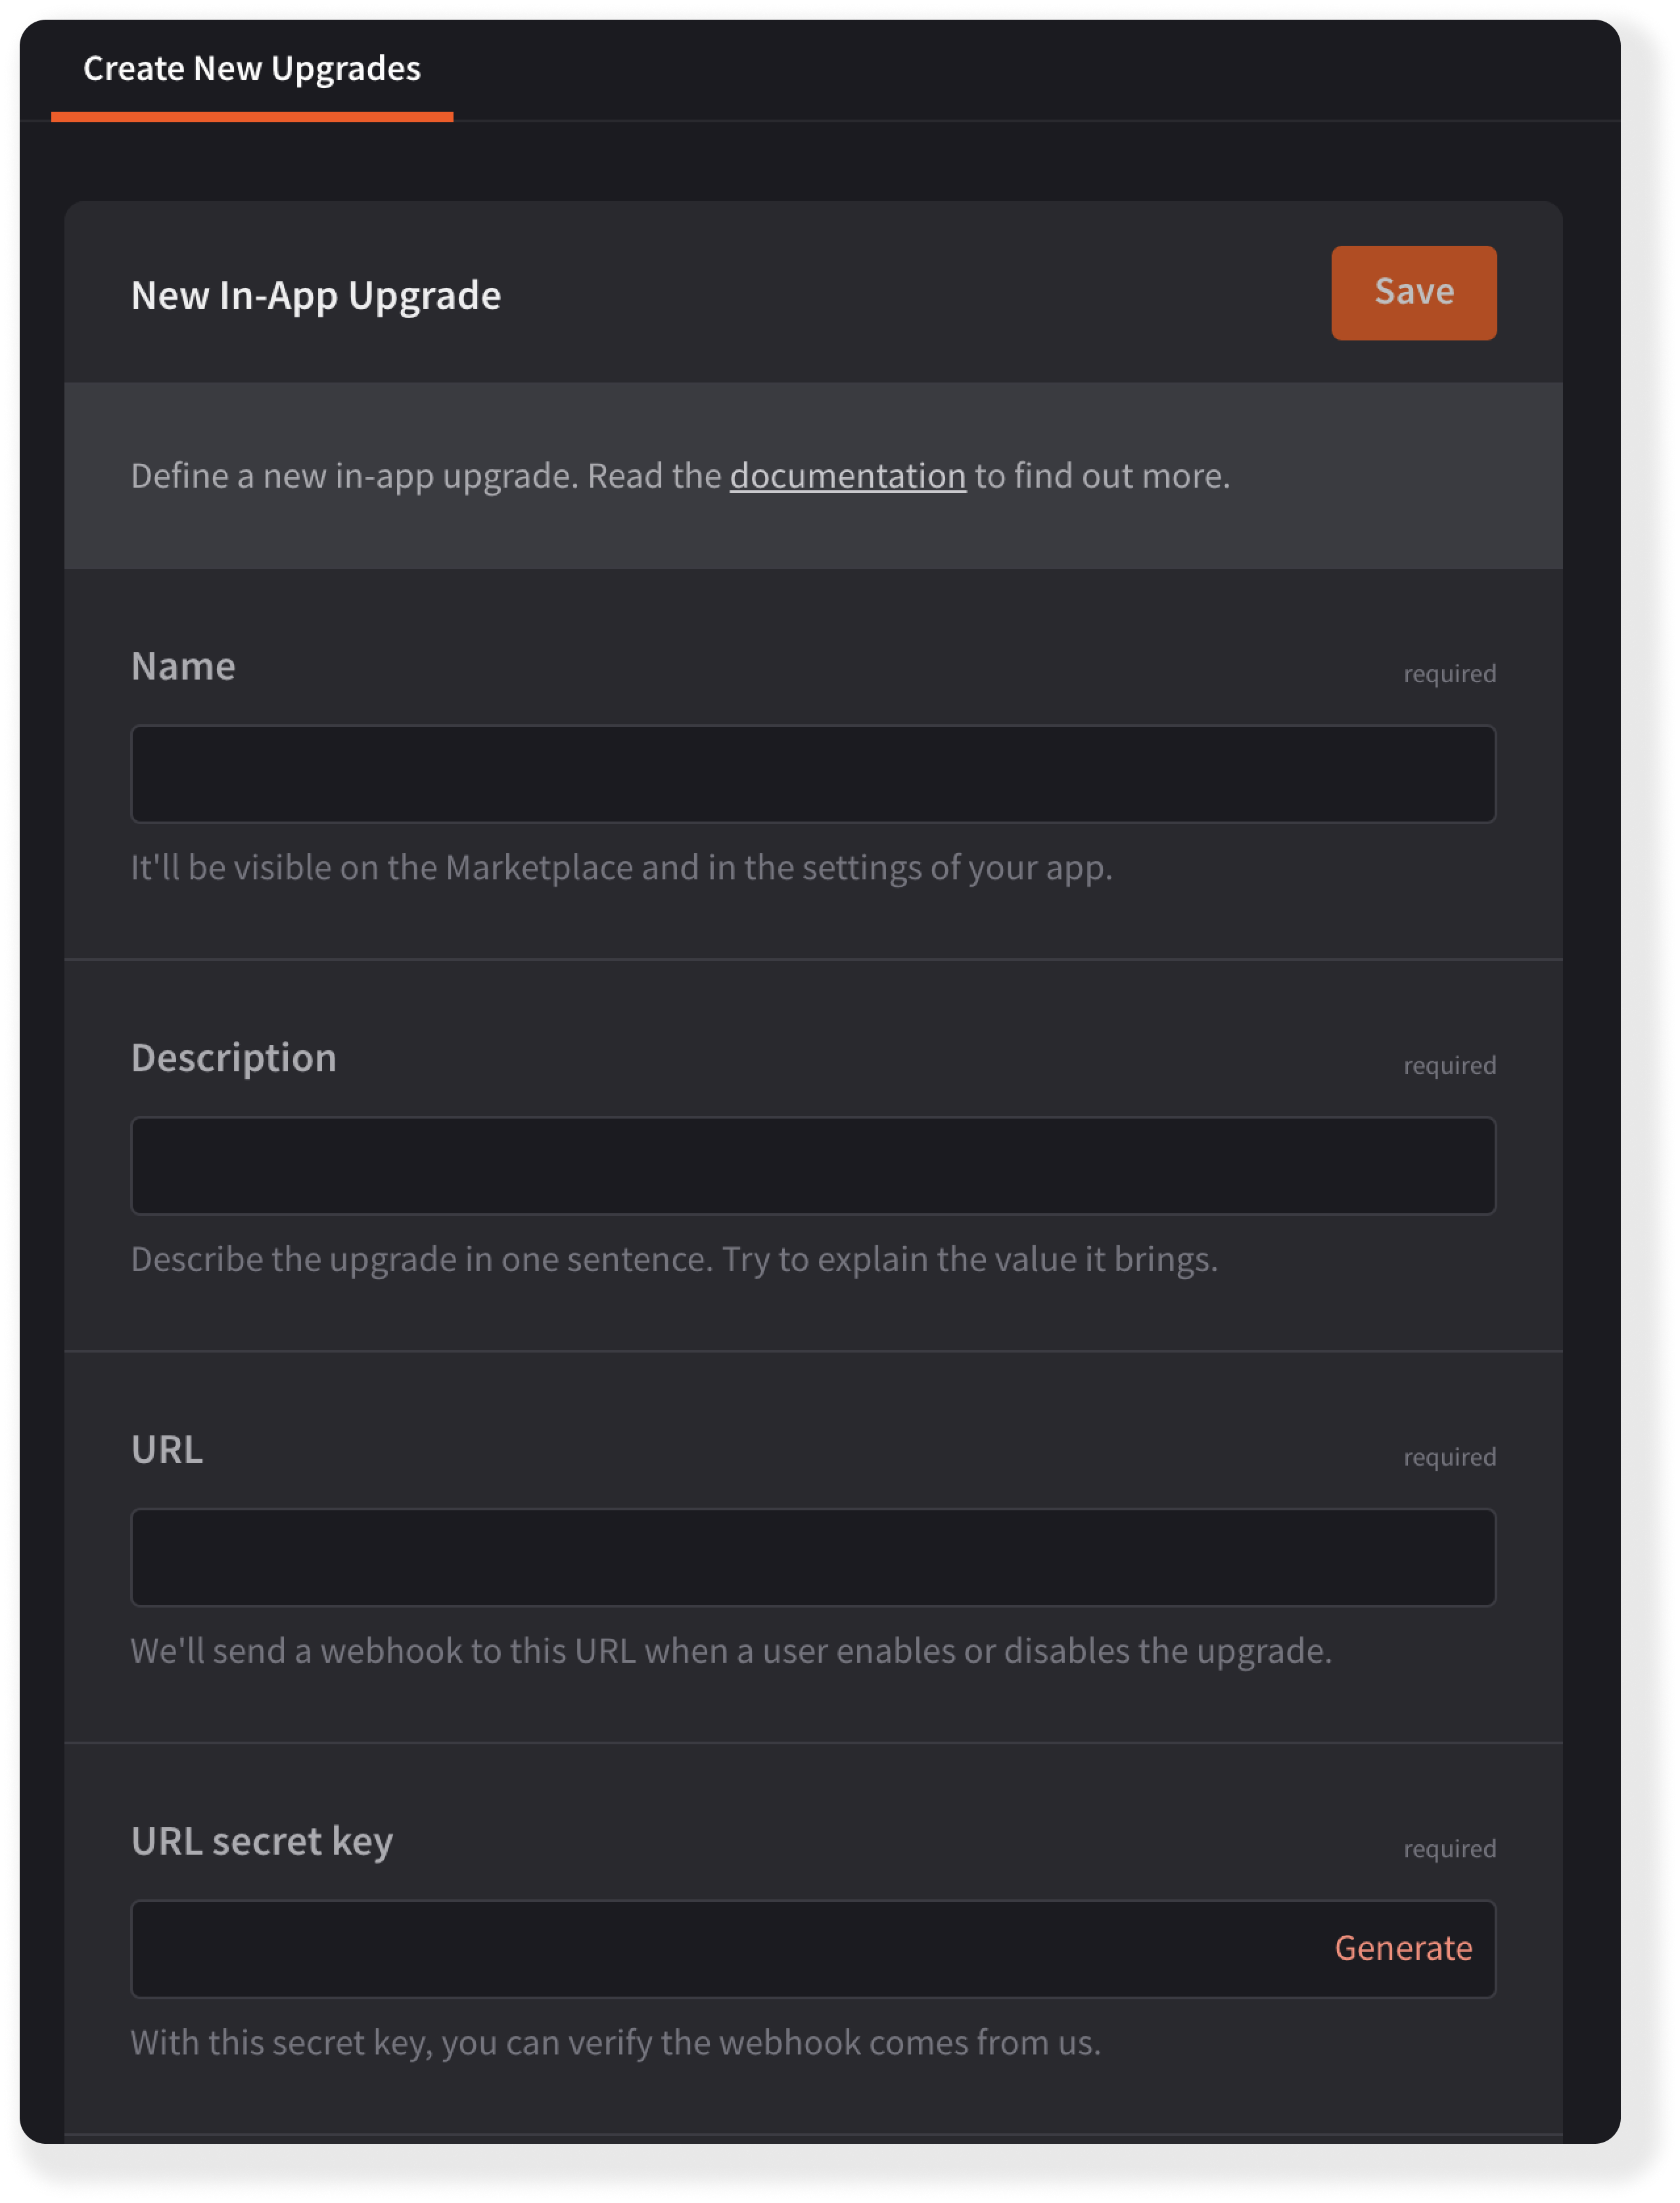 Create New Upgrades
New In-App Upgrade
Save
Define a new in-app upgrade. Read the documentation to find out more.
Name
required
It'll be visible on the Marketplace and in the settings of your app.
Description
required
Describe the upgrade in one sentence. Try to explain the value it brings.
URL
required
We'll send a webhook to this URL when a user enables or disables the upgrade.
URL secret key
required
Generate
With this secret key, you can verify the webhook comes from us.